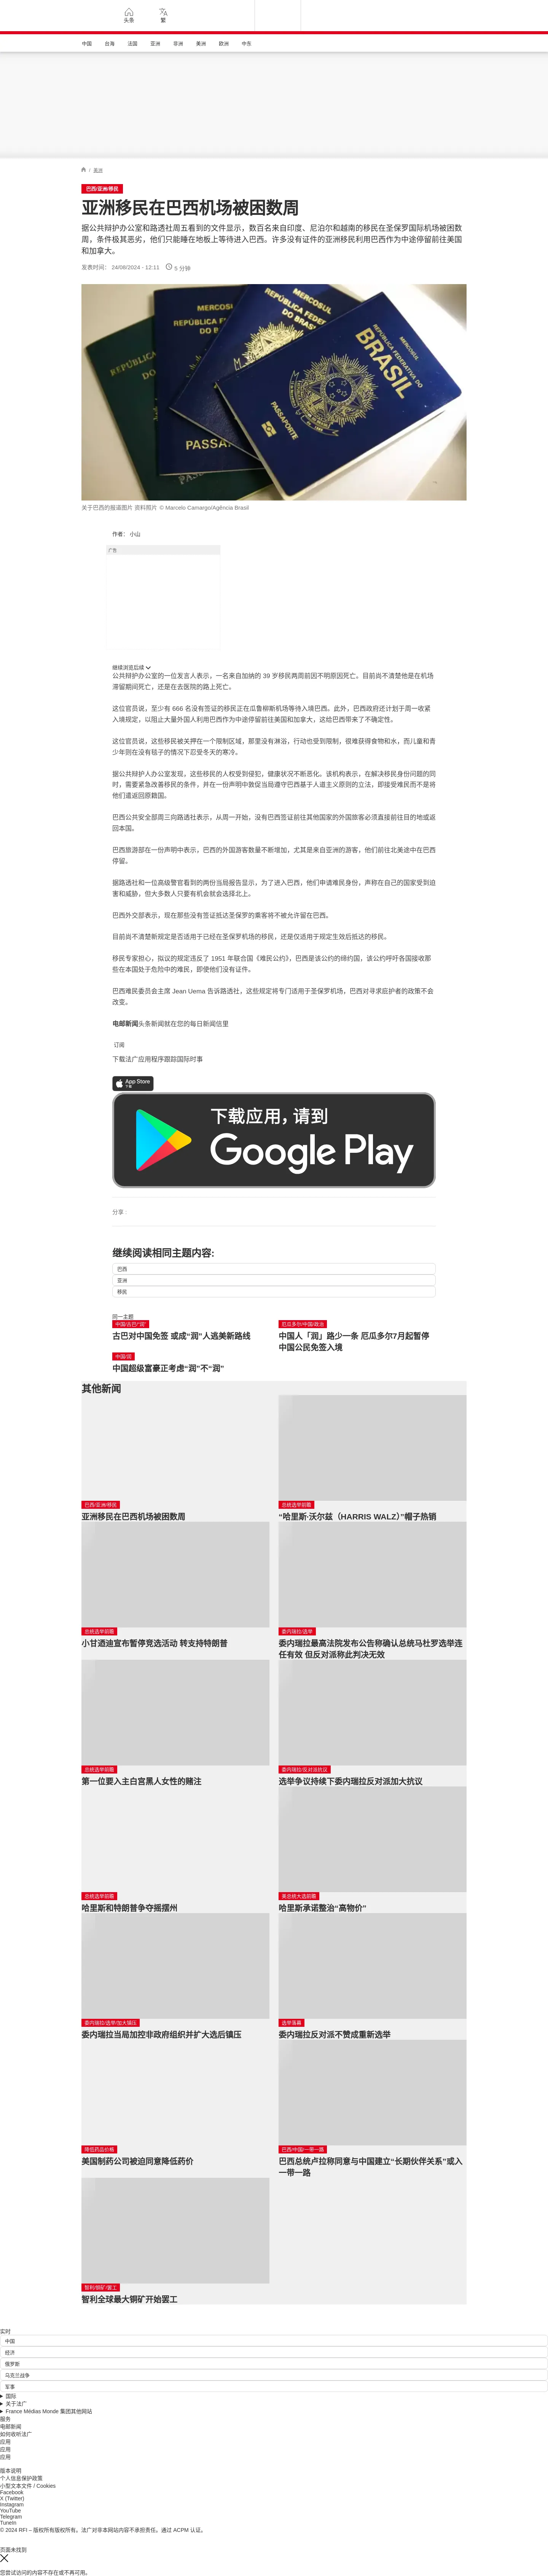 头条
繁
中国 台海 法国 亚洲 非洲 美洲 欧洲 中东
/ 美洲
巴西/亚洲/移民
亚洲移民在巴西机场被困数周
据公共辩护办公室和路透社周五看到的文件显示，数百名来自印度、尼泊尔和越南的移民在圣保罗国际机场被困数
周，条件极其恶劣，他们只能睡在地板上等待进入巴西。许多没有证件的亚洲移民利用巴西作为中途停留前往美国
和加拿大。
发表时间： 24/08/2024 - 12:11 5 分钟
MERCOSUL
REPÚBLICA FEDERATIVA DO
BRASIL
PASSAPORTE
关于巴西的报道图片 资料照片 © Marcelo Camargo/Agência Brasil
作者： 小山
广告
继续浏览后续
公共辩护办公室的一位发言人表示，一名来自加纳的 39 岁移民两周前因不明原因死亡。目前尚不清楚他是在机场
滞留期间死亡，还是在去医院的路上死亡。
这位官员说，至少有 666 名没有签证的移民正在瓜鲁柳斯机场等待入境巴西。此外，巴西政府还计划于周一收紧
入境规定，以阻止大量外国人利用巴西作为中途停留前往美国和加拿大，这给巴西带来了不确定性。
这位官员说，这些移民被关押在一个限制区域，那里没有淋浴，行动也受到限制，很难获得食物和水，而儿童和青
少年则在没有毯子的情况下忍受冬天的寒冷。
据公共辩护人办公室发现，这些移民的人权受到侵犯，健康状况不断恶化。该机构表示，在解决移民身份问题的同
时，需要紧急改善移民的条件，并在一份声明中敦促当局遵守巴西基于人道主义原则的立法，即接受难民而不是将
他们遣返回原籍国。
巴西公共安全部周三向路透社表示，从周一开始，没有巴西签证前往其他国家的外国旅客必须直接前往目的地或返
回本国。
巴西旅游部在一份声明中表示，巴西的外国游客数量不断增加，尤其是来自亚洲的游客，他们前往北美途中在巴西
停留。
据路透社和一位高级警官看到的两份当局报告显示，为了进入巴西，他们申请难民身份，声称在自己的国家受到迫
害和威胁，但大多数人只要有机会就会选择北上。
巴西外交部表示，现在那些没有签证抵达圣保罗的乘客将不被允许留在巴西。
目前尚不清楚新规定是否适用于已经在圣保罗机场的移民，还是仅适用于规定生效后抵达的移民。
移民专家担心，拟议的规定违反了 1951 年联合国《难民公约》，巴西是该公约的缔约国，该公约呼吁各国接收那
些在本国处于危险中的难民，即使他们没有证件。
巴西难民委员会主席 Jean Uema 告诉路透社，这些规定将专门适用于圣保罗机场，巴西对寻求庇护者的政策不会
改变。
电邮新闻头条新闻就在您的每日新闻信里
订阅
下载法广应用程序跟踪国际时事
App Store
下载
下载应用，请到
Google Play
分享 :
继续阅读相同主题内容:
巴西
亚洲
移民
同一主题
中国/古巴/“润”
古巴对中国免签 或成“润”人逃美新路线
厄瓜多尔/中国/政治
中国人「润」路少一条 厄瓜多尔7月起暂停
中国公民免签入境
中国/润
中国超级富豪正考虑“润”不“润”
其他新闻
巴西/亚洲/移民
亚洲移民在巴西机场被困数周
总统选举前瞻
“哈里斯·沃尔兹（HARRIS WALZ）”帽子热销
总统选举前瞻
小甘迺迪宣布暂停竞选活动 转支持特朗普
委内瑞拉/选举
委内瑞拉最高法院发布公告称确认总统马杜罗选举连
任有效 但反对派称此判决无效
总统选举前瞻
第一位要入主白宫黑人女性的赌注
委内瑞拉/反对派抗议
选举争议持续下委内瑞拉反对派加大抗议
总统选举前瞻
哈里斯和特朗普争夺摇摆州
美总统大选前瞻
哈里斯承诺整治“高物价”
委内瑞拉/选举/加大镇压
委内瑞拉当局加控非政府组织并扩大选后镇压
选举落幕
委内瑞拉反对派不赞成重新选举
降低药品价格
美国制药公司被迫同意降低药价
巴西/中国/一带一路
巴西总统卢拉称同意与中国建立“长期伙伴关系”或入
一带一路
智利/铜矿/罢工
智利全球最大铜矿开始罢工
实时
中国
经济
俄罗斯
乌克兰战争
军事
国际
关于法广
France Médias Monde 集团其他网站
服务
电邮新闻
如何收听法广
应用
应用
应用
版本说明
个人信息保护政策
小型文本文件 / Cookies
Facebook
X (Twitter)
Instagram
YouTube
Telegram
TuneIn
© 2024 RFI – 版权所有版权所有。法广对非本网站内容不承担责任。通过 ACPM 认证。
页面未找到
您尝试访问的内容不存在或不再可用。